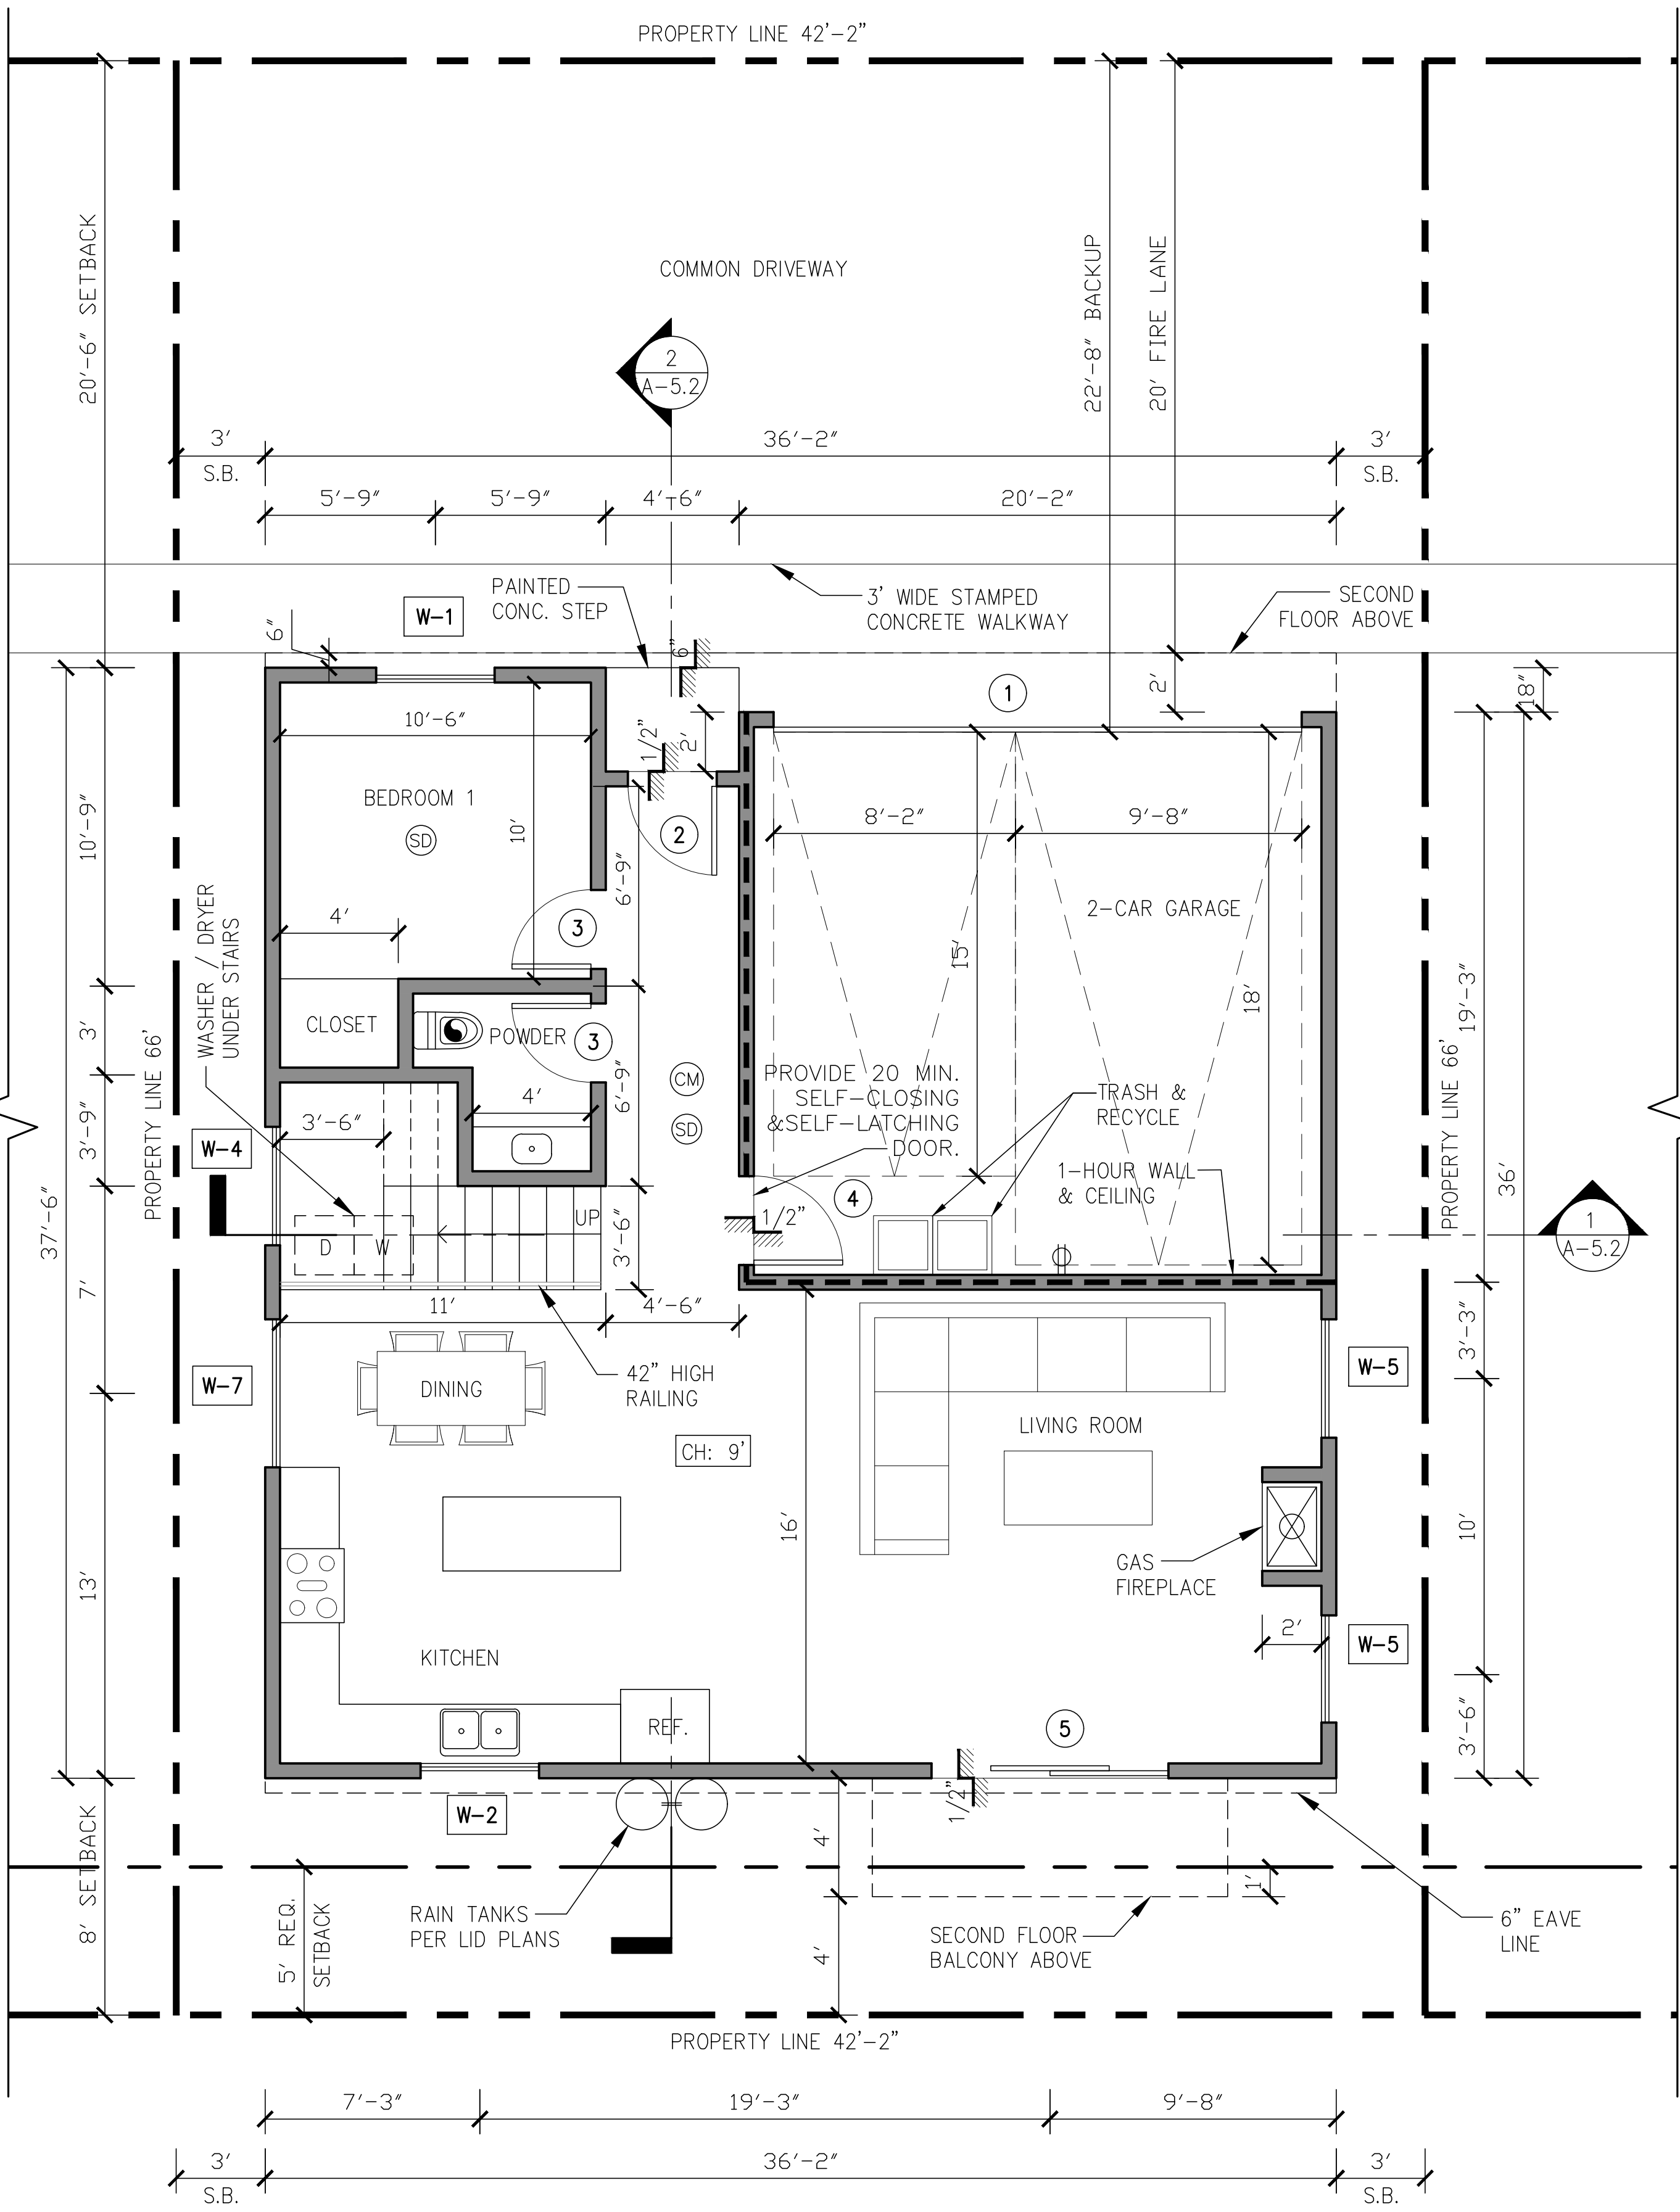 PROPERTY LINE 42'-2"
20'-6" SETBACK
COMMON DRIVEWAY
22'-8" BACKUP
20' FIRE LANE
2
A-5.2
3'
S.B.
36'-2"
3'
S.B.
5'-9"
5'-9"
4'-6"
20'-2"
PAINTED
CONC. STEP
3' WIDE STAMPED
CONCRETE WALKWAY
SECOND
FLOOR ABOVE
W-1
6"
6"
2'
18"
1
10'-6"
1/2"
2'
BEDROOM 1
SD
10'
2
8'-2"
9'-8"
10'-9"
6'-9"
2-CAR GARAGE
WASHER / DRYER
UNDER STAIRS
4'
3
15'
18'
19'-3"
CLOSET
POWDER
3
3'
PROPERTY LINE 66'
CM
SD
PROVIDE 20 MIN.
SELF-CLOSING
&SELF-LATCHING
DOOR.
TRASH &
RECYCLE
PROPERTY LINE 66'
3'-9"
3'-6"
4'
6'-9"
W-4
1-HOUR WALL
& CEILING
36'
37'-6"
4
UP
1/2"
1
A-5.2
D
W
3'-6"
7'
11'
4'-6"
3'-3"
W-7
DINING
42" HIGH
RAILING
W-5
LIVING ROOM
CH: 9'
16'
10'
13'
GAS
FIREPLACE
KITCHEN
2'
W-5
REF.
5
3'-6"
W-2
1/2"
8' SETBACK
4'
1'
5' REQ.
SETBACK
RAIN TANKS
PER LID PLANS
SECOND FLOOR
BALCONY ABOVE
4'
6" EAVE
LINE
PROPERTY LINE 42'-2"
7'-3"
19'-3"
9'-8"
3'
S.B.
36'-2"
3'
S.B.